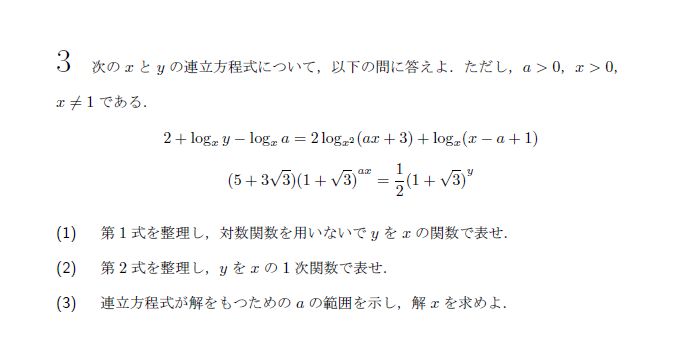 3 次の x と y の連立方程式について，以下の問に答えよ．ただし，a > 0，x > 0，
x ≠ 1 である．
2 + log_x y − log_x a = 2 log_{x^2}(ax + 3) + log_x(x − a + 1)
(5 + 3√3)(1 + √3)^{ax} = 1/2 (1 + √3)^y
(1) 第 1 式を整理し，対数関数を用いないで y を x の関数で表せ．
(2) 第 2 式を整理し，y を x の 1 次関数で表せ．
(3) 連立方程式が解をもつための a の範囲を示し，解 x を求めよ．